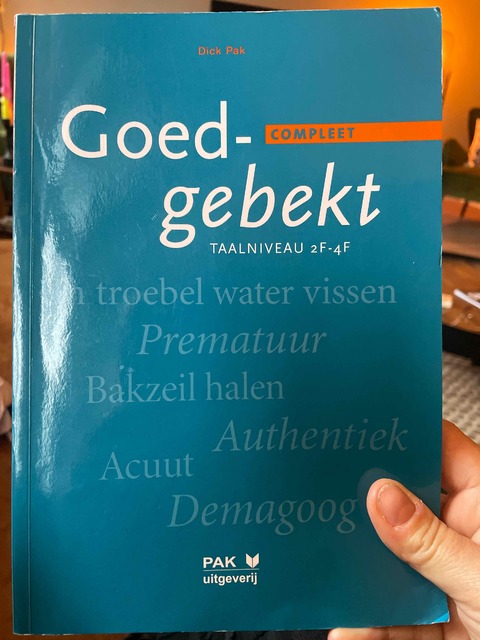 Dick Pak
Goed-
COMPLEET
gebekt
TAALNIVEAU 2F-4F
troebel water vissen
Prematuur
Bakzeil halen
Authentiek
Acuut
Demagoog
PAK
uitgeverij